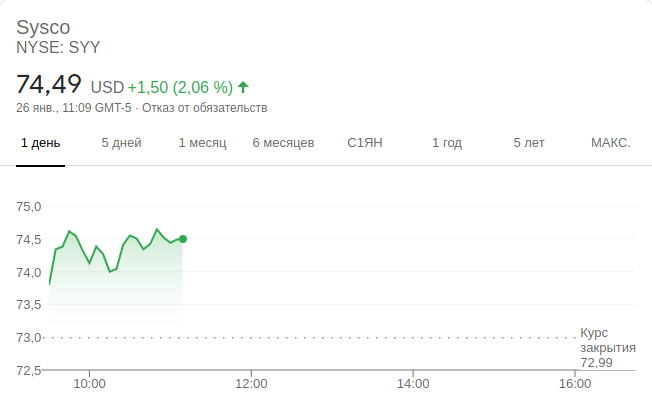 Sysco
NYSE: SYY
74,49 USD +1,50 (2,06 %)
26 янв., 11:09 GMT-5 · Отказ от обязательств
1 день 5 дней 1 месяц 6 месяцев С1ЯН 1 год 5 лет МАКС.
75,0
74,5
74,0
73,5
73,0
Курс
закрытия
72,99
72,5
10:00 12:00 14:00 16:00